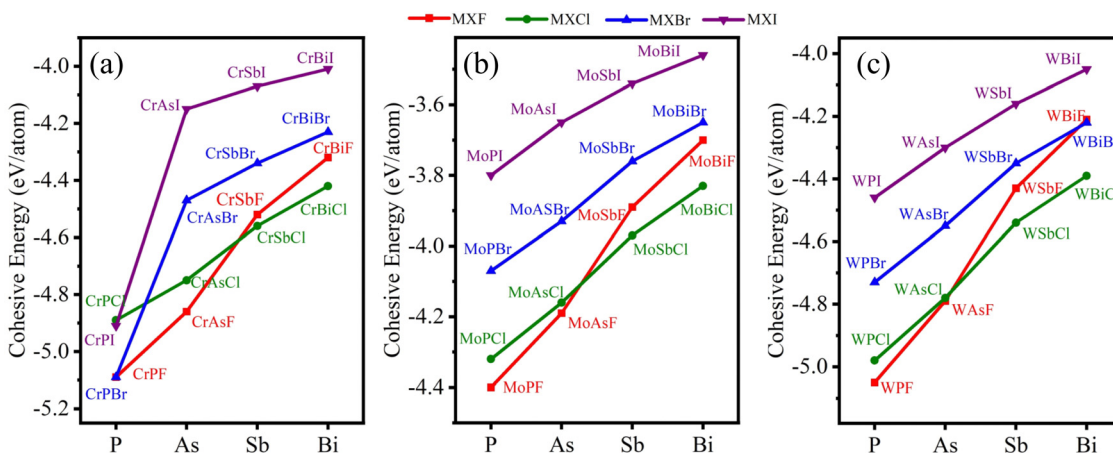 MXF MXCl MXBr MXI
(a)
Cohesive Energy (eV/atom)
-4.0
-4.2
-4.4
-4.6
-4.8
-5.0
-5.2
P As Sb Bi
CrBiI
CrSbI
CrAsI
CrBiBr
CrSbBr
CrBiF
CrSbF
CrAsBr
CrBiCl
CrSbCl
CrAsCl
CrPCl
CrAsF
CrPI
CrPF
CrPBr
(b)
Cohesive Energy (eV/atom)
-3.6
-3.8
-4.0
-4.2
-4.4
P As Sb Bi
MoBiI
MoSbI
MoAsI
MoBiBr
MoPI
MoSbBr
MoBiF
MoASBr
MoSbF
MoBiCl
MoPBr
MoSbCl
MoAsCl
MoAsF
MoPCl
MoPF
(c)
Cohesive Energy (eV/atom)
-4.0
-4.2
-4.4
-4.6
-4.8
-5.0
P As Sb Bi
WBiI
WSbI
WBiF
WAsI
WBiB
WSbBr
WPI
WSbF
WBiC
WAsBr
WSbCl
WPBr
WAsCl
WAsF
WPCl
WPF